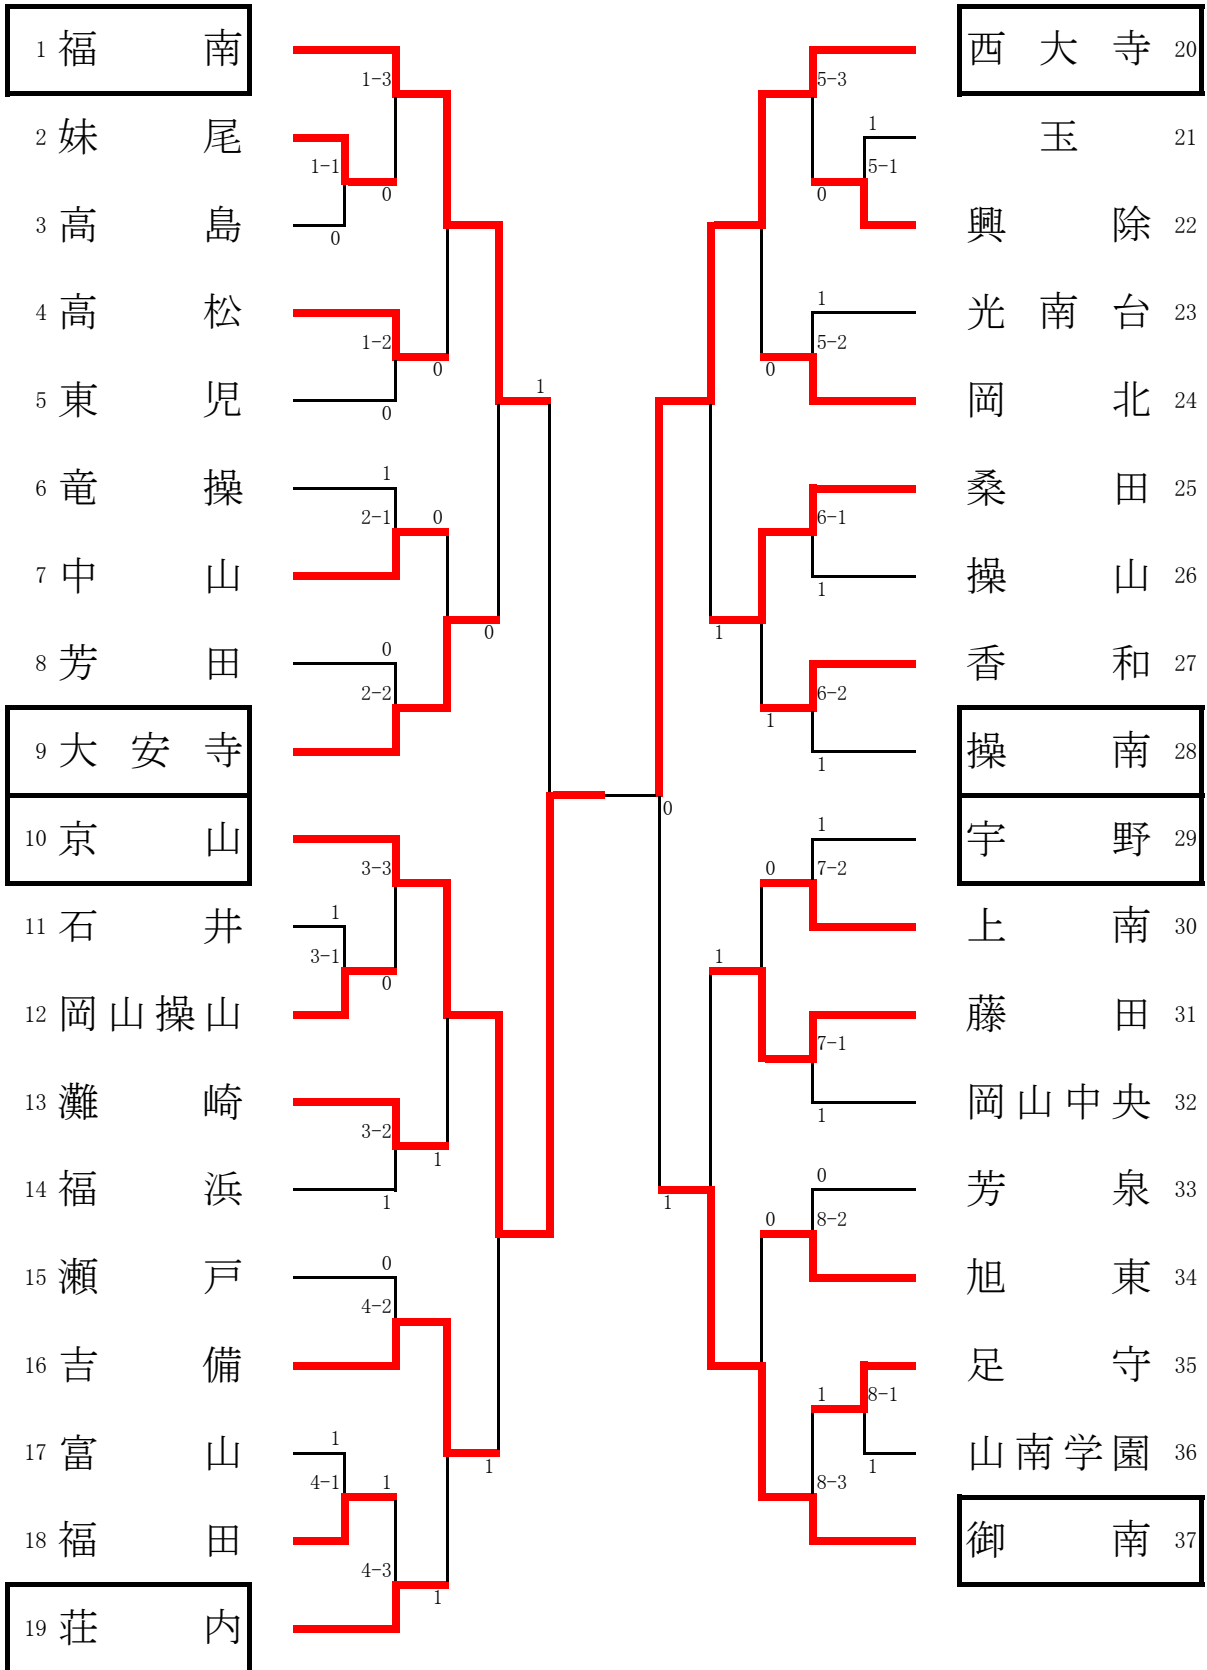 1 福南
1-3
2 妹尾
1-1
0
3 高島
0
4 高松
1-2
0
5 東児
0
1
6 竜操
1
2-1
0
7 中山
0
8 芳田
0
2-2
9 大安寺
10 京山
3-3
11 石井
1
3-1
0
12 岡山操山
13 灘崎
3-2
1
14 福浜
1
15 瀬戸
0
4-2
16 吉備
17 富山
1
1
4-1
1
18 福田
4-3
1
19 荘内
西大寺 20
5-3
1
玉 21
5-1
0
興除 22
1
光南台 23
5-2
0
岡北 24
桑田 25
6-1
操山 26
1
1
香和 27
6-2
1
操南 28
1
0
1
宇野 29
0
7-2
上南 30
1
藤田 31
7-1
岡山中央 32
1
0
芳泉 33
1
0
8-2
旭東 34
足守 35
1
8-1
山南学園 36
1
8-3
御南 37